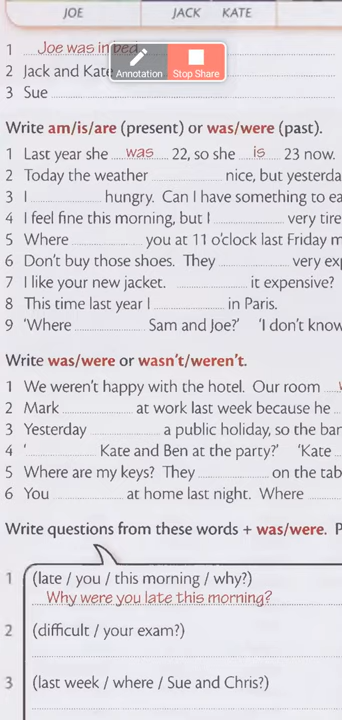 JOE JACK KATE
1 Joe was in bed.
2 Jack and Kate
Annotation Stop Share
3 Sue
Write am/is/are (present) or was/were (past).
1 Last year she was 22, so she is 23 now.
2 Today the weather nice, but
3 I hungry. Can I have something to
4 I feel fine this morning, but I very
5 Where you at 11 o'clock last Friday
6 Don't buy those shoes. They very
7 I like your new jacket. it expensive?
8 This time last year I in Paris.
9 'Where Sam and Joe?' 'I don't know
Write was/were or wasn't/weren't.
1 We weren't happy with the hotel. Our room
2 Mark at work last week because he
3 Yesterday a public holiday, so the
4 ' Kate and Ben at the party?' 'Kate
5 Where are my keys? They on the
6 You at home last night. Where
Write questions from these words + was/were.
1 (late / you / this morning / why?)
Why were you late this morning?
2 (difficult / your exam?)
3 (last week / where / Sue and Chris?)